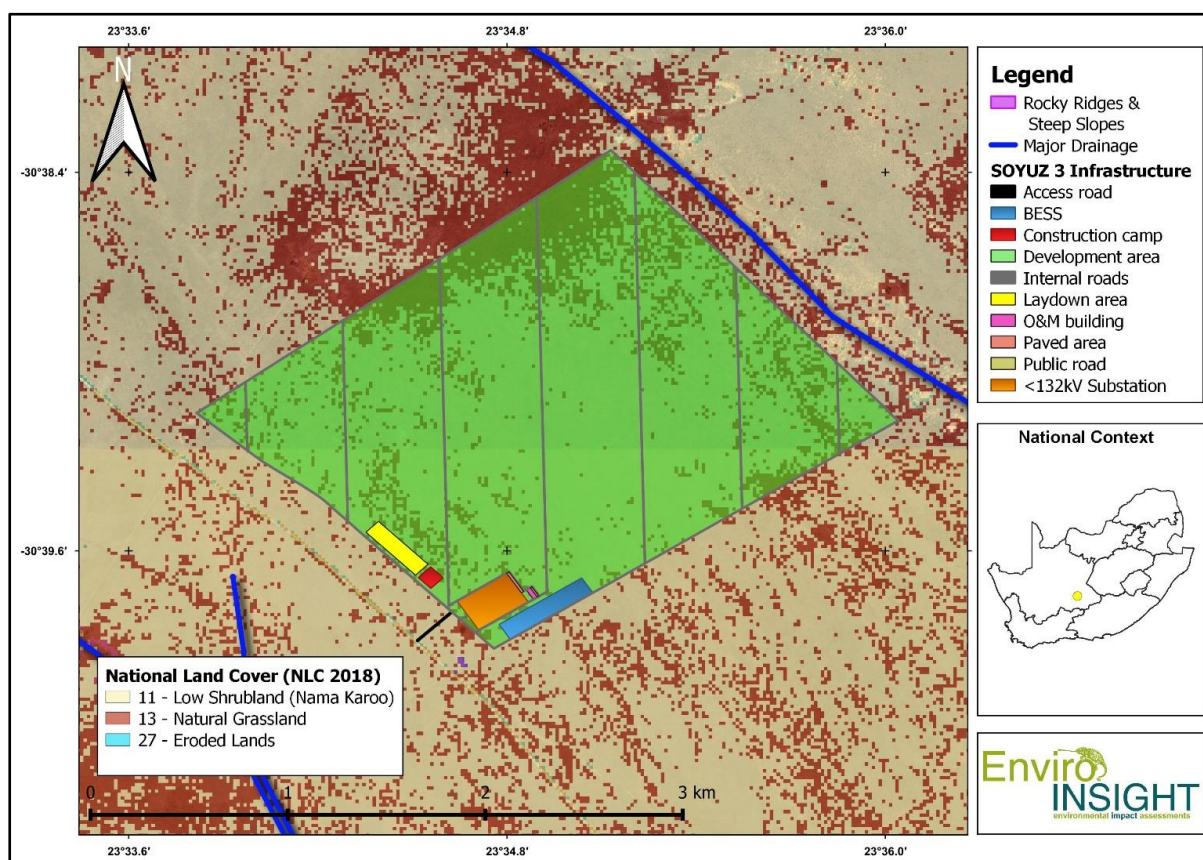 23°33.6'
23°34.8'
36°36.0'
N
-30°38.4'
-30°39.6'
Legend
Rocky Ridges &
Steep Slopes
Major Drainage
SOYUZ 3 Infrastructure
Access road
BESS
Construction camp
Development area
Internal roads
Laydown area
O&M building
Paved area
Public road
<132kV Substation
National Context
National Land Cover (NLC 2018)
11 - Low Shrubland (Nama Karoo)
13 - Natural Grassland
27 - Eroded Lands
0 1 2 3 km
23°33.6'
23°34.8'
23°36.0'
Enviro
INSIGHT
environmental impact assessments